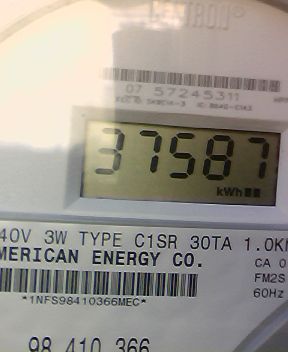 07 57245311
37587
kWh
40V 3W TYPE C1SR 30TA 1.0K
MERICAN ENERGY CO.
CA 0
FM2S
60Hz
*1NFS98410366MEC*
98 410 366